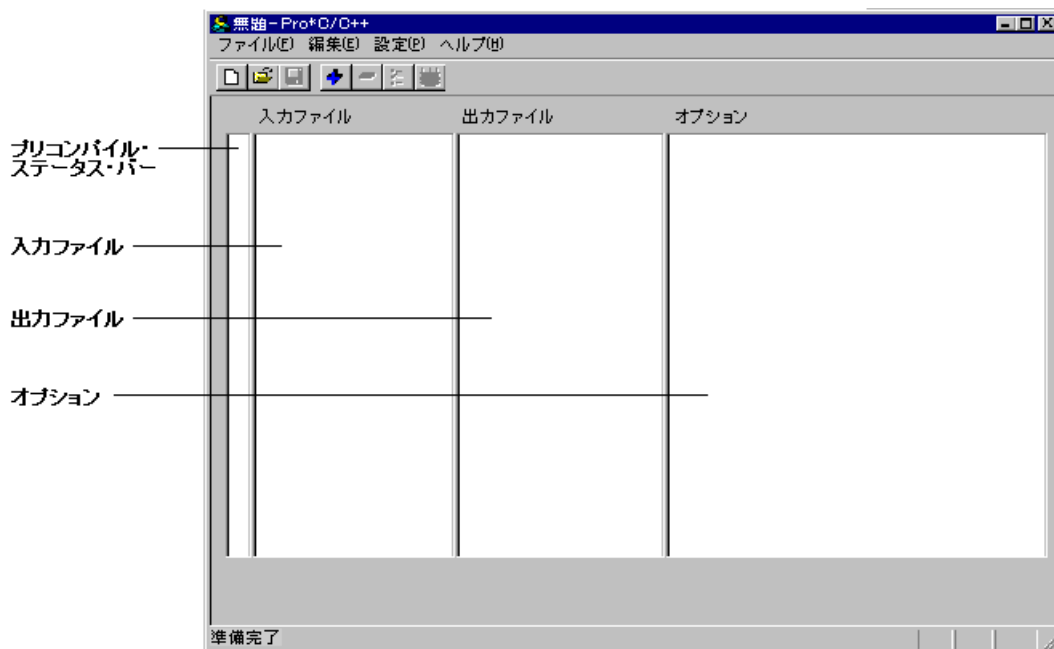 無題 - Pro*C/C++
ファイル(F) 編集(E) 設定(P) ヘルプ(H)
入力ファイル 出力ファイル オプション
プリコンパイル・
ステータス・バー
入力ファイル
出力ファイル
オプション
準備完了